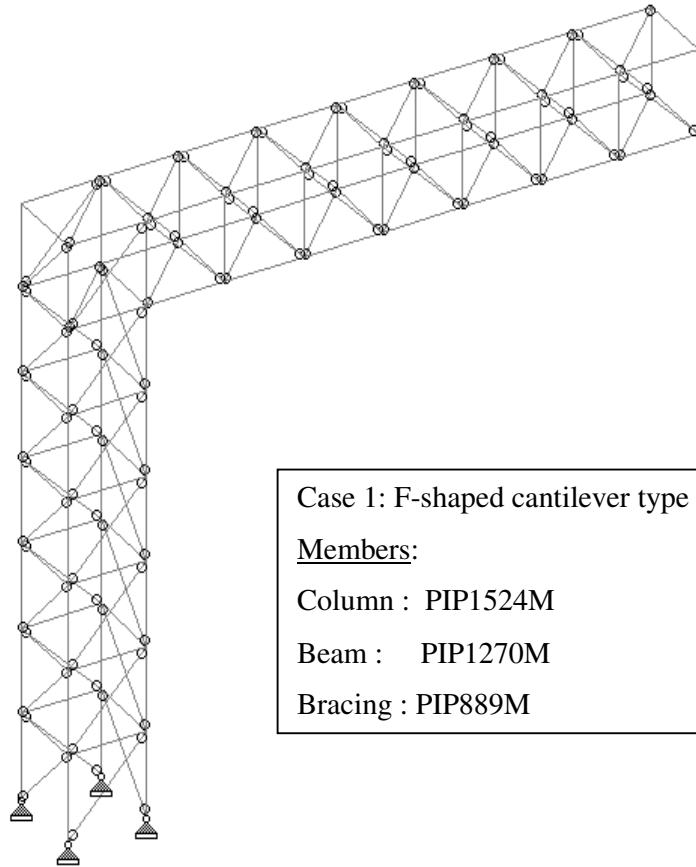 Case 1: F-shaped cantilever type
Members:
Column : PIP1524M
Beam : PIP1270M
Bracing : PIP889M